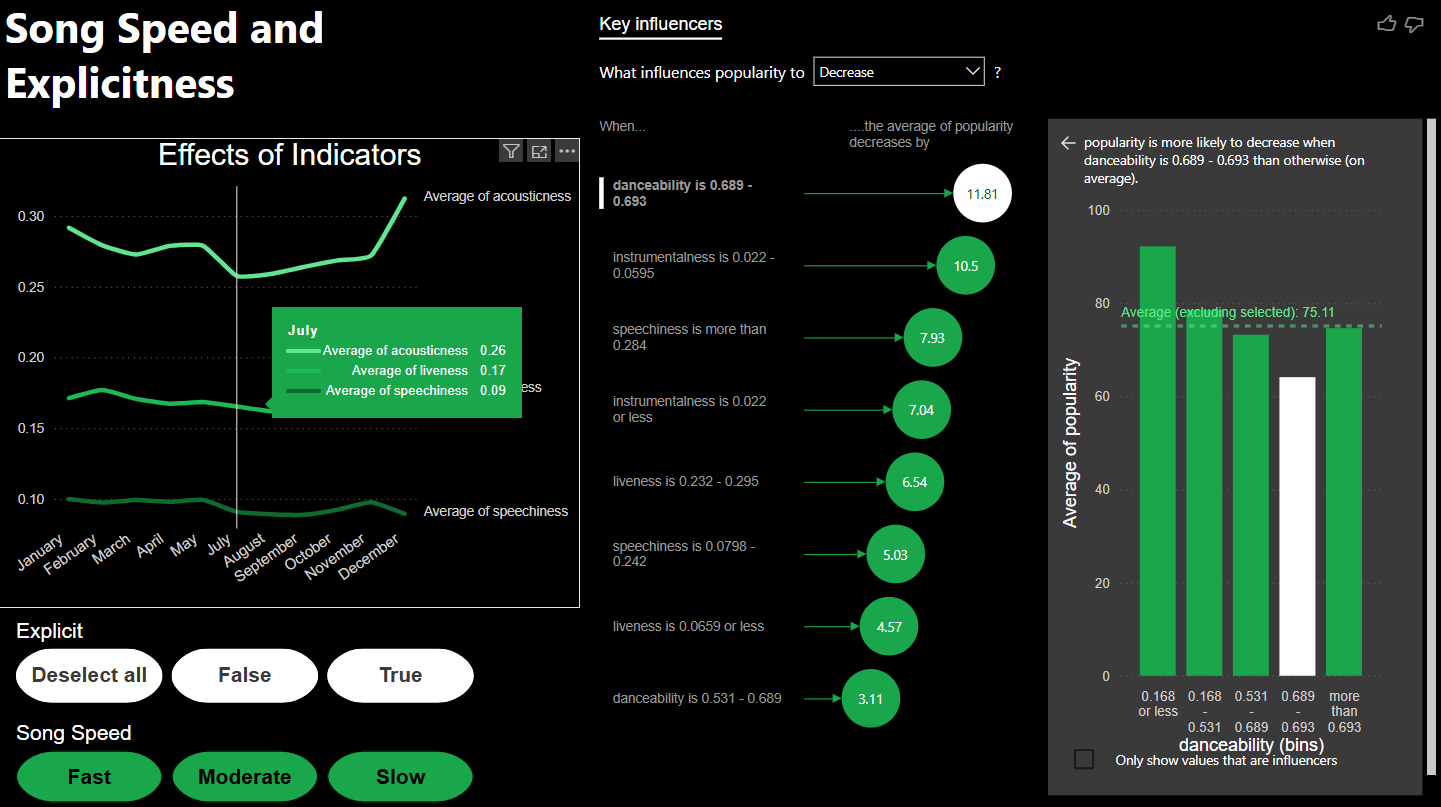 Song Speed and
Explicitness
Effects of Indicators
0.30
0.25
0.20
0.15
0.10
Average of acousticness
July
Average of acousticness 0.26
Average of liveness 0.17
Average of speechiness 0.09
ess
Average of speechiness
January
February
March
April
May
July
August
September
October
November
December
Explicit
Deselect all
False
True
Song Speed
Fast
Moderate
Slow
Key influencers
What influences popularity to Decrease ?
When...
....the average of popularity
decreases by
danceability is 0.689 -
0.693
11.81
instrumentalness is 0.022 -
0.0595
10.5
speechiness is more than
0.284
7.93
instrumentalness is 0.022
or less
7.04
liveness is 0.232 - 0.295
6.54
speechiness is 0.0798 -
0.242
5.03
liveness is 0.0659 or less
4.57
danceability is 0.531 - 0.689
3.11
popularity is more likely to decrease when
danceability is 0.689 - 0.693 than otherwise (on
average).
100
80
60
40
20
0
Average (excluding selected): 75.11
Average of popularity
0.168
or less
0.168
-
0.531
0.531
-
0.689
0.689
-
0.693
more
than
0.693
danceability (bins)
Only show values that are influencers